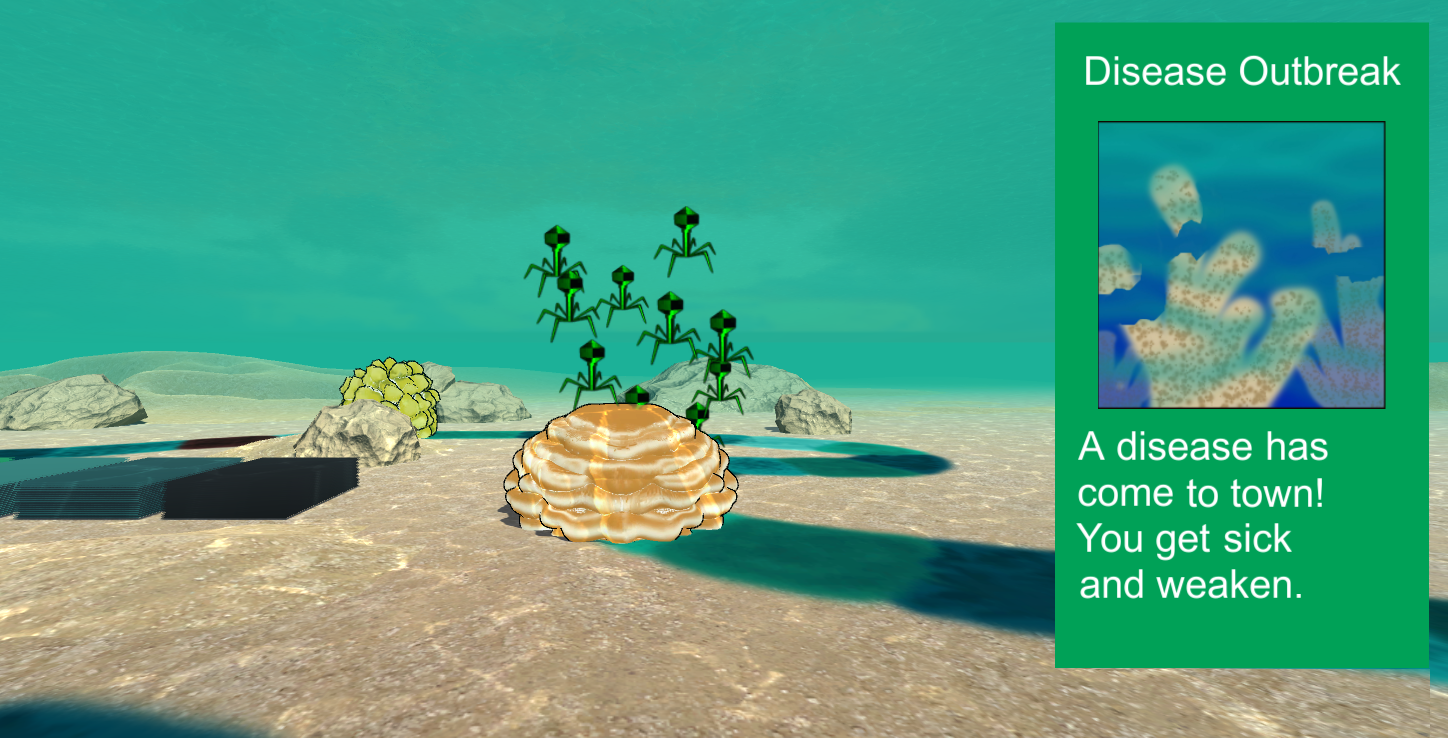 Disease Outbreak
A disease has
come to town!
You get sick
and weaken.